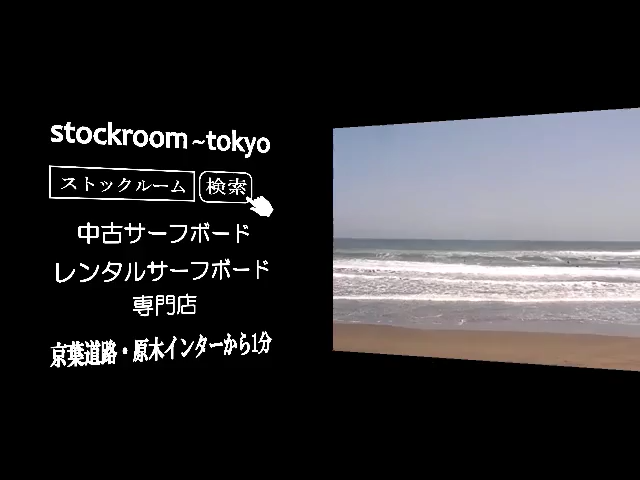 stockroom ~tokyo
ストックルーム 検索
中古サーフボード
レンタルサーフボード
専門店
京葉道路・原木インターから1分